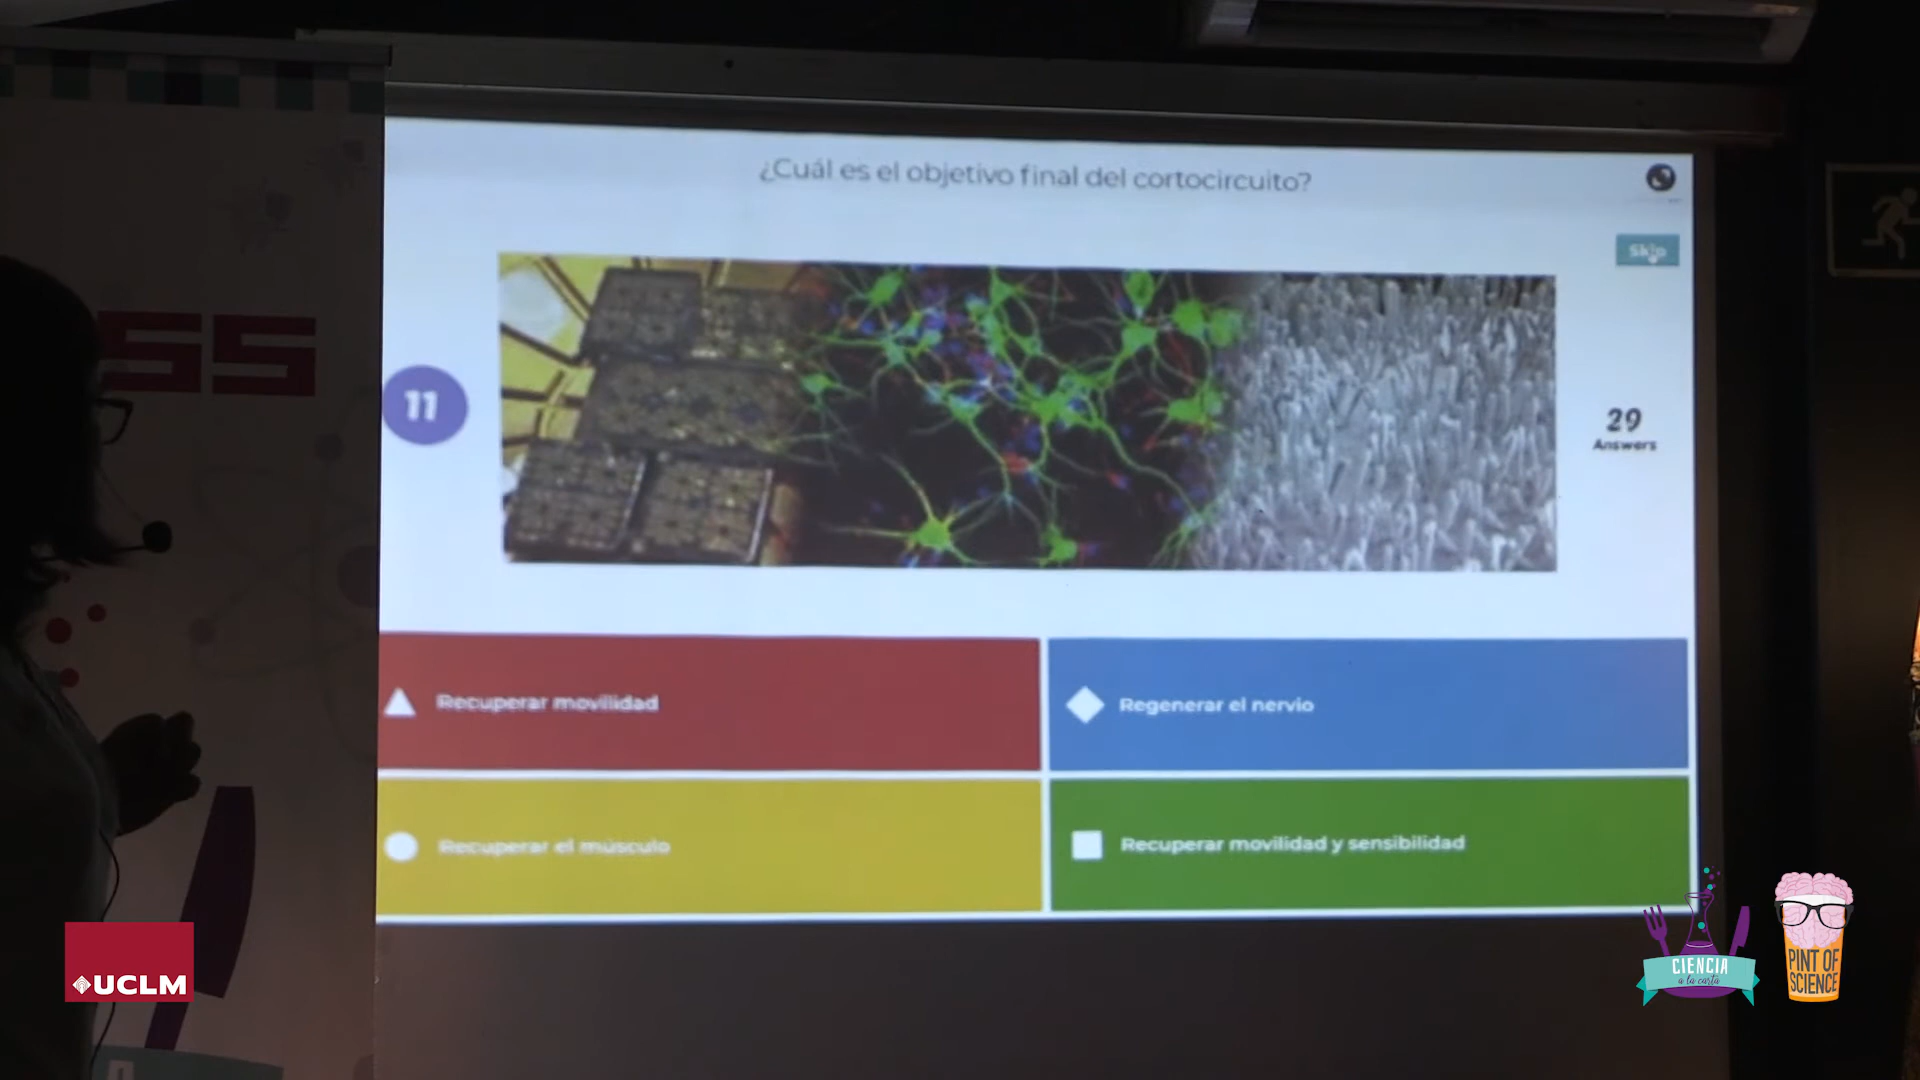 ¿Cuál es el objetivo final del cortocircuito?
Skip
SS
11
29
Answers
Recuperar movilidad
Regenerar el nervio
Recuperar el músculo
Recuperar movilidad y sensibilidad
UCLM
CIENCIA
a la carta
PINT OF
SCIENCE